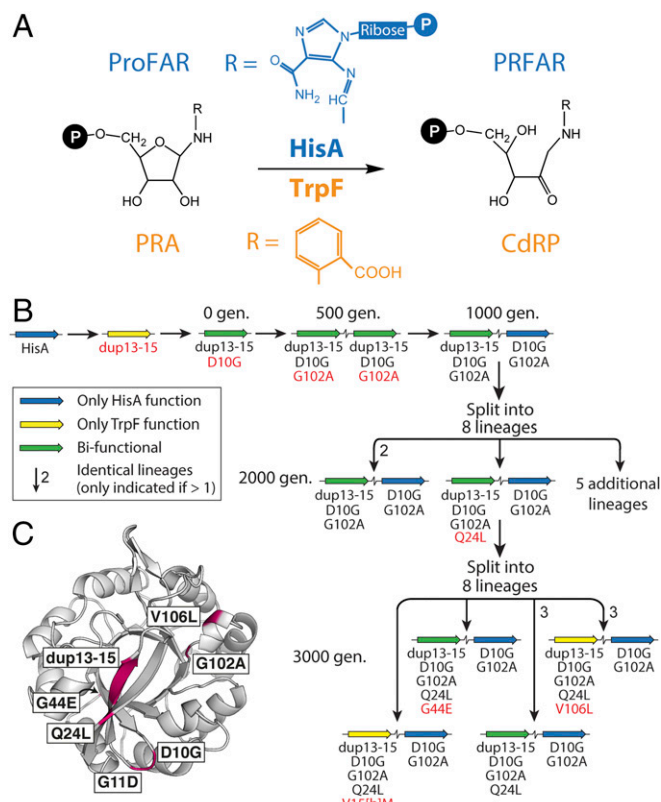 A
ProFAR
R =
N
N
Ribose
P
O
NH2
N
CH
PRFAR
P
O
CH2
O
R
NH
HO
OH
HisA
TrpF
P
O
CH2
OH
R
NH
HO
O
PRA
R =
COOH
CdRP
B
0 gen.
500 gen.
1000 gen.
HisA
dup13-15
dup13-15
D10G
dup13-15
D10G
G102A
dup13-15
D10G
G102A
dup13-15
D10G
G102A
D10G
G102A
Only HisA function
Only TrpF function
Bi-functional
2 Identical lineages
(only indicated if > 1)
Split into
8 lineages
2
2000 gen.
dup13-15
D10G
G102A
D10G
G102A
dup13-15
D10G
G102A
Q24L
D10G
G102A
5 additional
lineages
Split into
8 lineages
3
3
3000 gen.
dup13-15
D10G
G102A
Q24L
G44E
D10G
G102A
dup13-15
D10G
G102A
Q24L
V106L
D10G
G102A
dup13-15
D10G
G102A
Q24L
V15[b]M
D10G
G102A
dup13-15
D10G
G102A
Q24L
D10G
G102A
C
V106L
dup13-15
G102A
G44E
Q24L
D10G
G11D